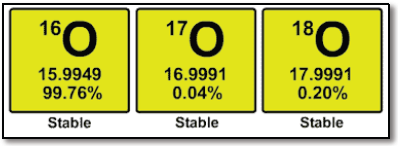 16O 17O 18O
15.9949 16.9991 17.9991
99.76% 0.04% 0.20%
Stable Stable Stable